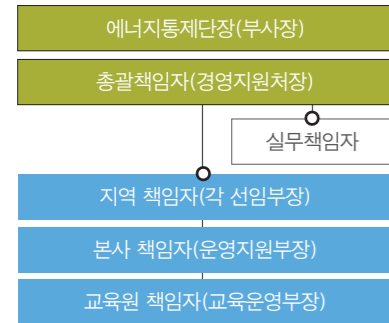 에너지통제단장(부사장)
총괄책임자(경영지원처장)
실무책임자
지역 책임자(각 선임부장)
본사 책임자(운영지원부장)
교육원 책임자(교육운영부장)